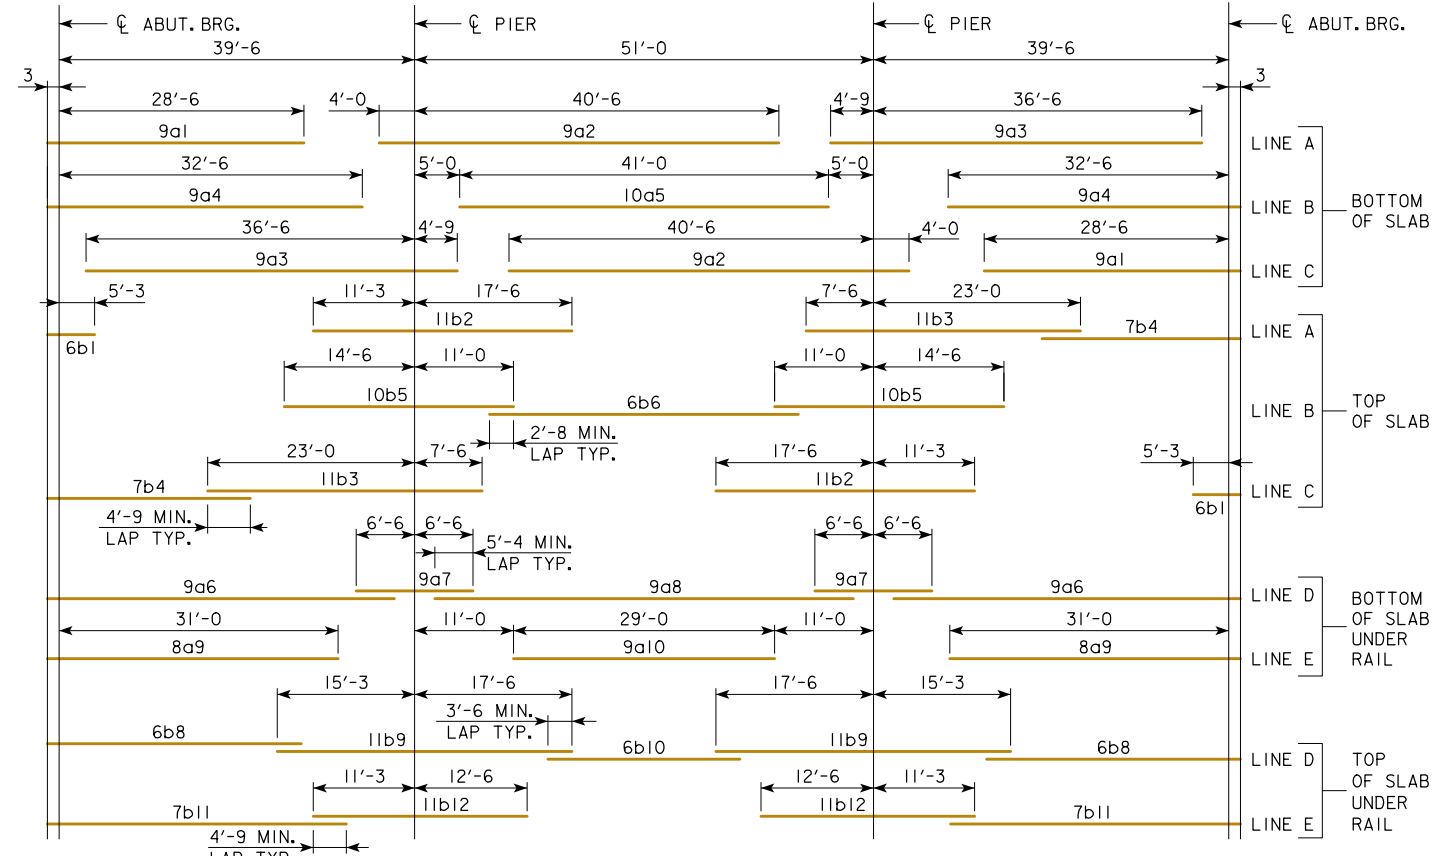 ℄ ABUT. BRG. ℄ PIER ℄ PIER ℄ ABUT. BRG.
39'-6 51'-0 39'-6
3 3
28'-6 4'-0 40'-6 4'-9 36'-6
9a1 9a2 9a3 LINE A
32'-6 5'-0 41'-0 5'-0 32'-6
9a4 10a5 9a4 LINE B
BOTTOM
OF SLAB
36'-6 4'-9 40'-6 4'-0 28'-6
9a3 9a2 9a1 LINE C
5'-3 11'-3 17'-6 7'-6 23'-0
6b1 11b2 11b3 7b4 LINE A
14'-6 11'-0 11'-0 14'-6
10b5 6b6 10b5 LINE B
TOP
OF SLAB
2'-8 MIN.
LAP TYP.
23'-0 7'-6 17'-6 11'-3 5'-3
7b4 11b3 11b2 6b1 LINE C
4'-9 MIN.
LAP TYP.
6'-6 6'-6 6'-6 6'-6
5'-4 MIN.
LAP TYP.
9a6 9a7 9a8 9a7 9a6 LINE D
31'-0 11'-0 29'-0 11'-0 31'-0
8a9 9a10 8a9 LINE E
BOTTOM
OF SLAB
UNDER
RAIL
15'-3 17'-6 17'-6 15'-3
3'-6 MIN.
LAP TYP.
6b8 11b9 6b10 11b9 6b8 LINE D
11'-3 12'-6 12'-6 11'-3
7b11 11b12 11b12 7b11 LINE E
TOP
OF SLAB
UNDER
RAIL
4'-9 MIN.
LAP TYP.